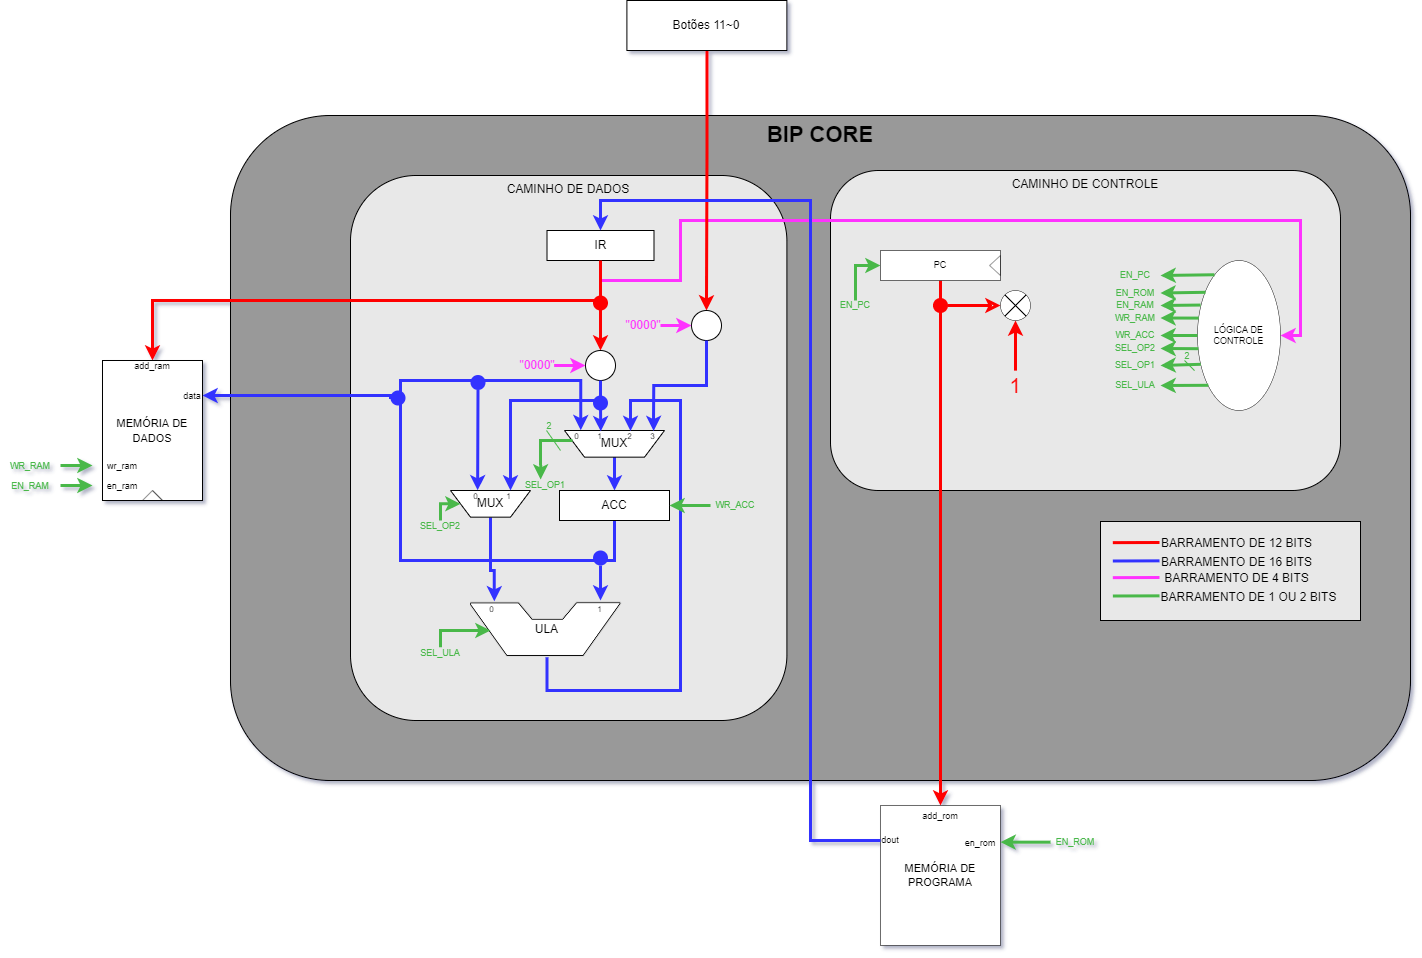 Botões 11~0
BIP CORE
CAMINHO DE DADOS
CAMINHO DE CONTROLE
IR
PC
EN_PC
1
EN_PC
EN_ROM
EN_RAM
WR_RAM
WR_ACC
SEL_OP2
2
SEL_OP1
SEL_ULA
LÓGICA DE
CONTROLE
"0000"
"0000"
add_ram
data
MEMÓRIA DE
DADOS
wr_ram
en_ram
WR_RAM
EN_RAM
0 1 2 3
MUX
2
SEL_OP1
0 1
MUX
SEL_OP2
ACC
WR_ACC
0 1
ULA
SEL_ULA
BARRAMENTO DE 12 BITS
BARRAMENTO DE 16 BITS
BARRAMENTO DE 4 BITS
BARRAMENTO DE 1 OU 2 BITS
add_rom
dout
en_rom
EN_ROM
MEMÓRIA DE
PROGRAMA